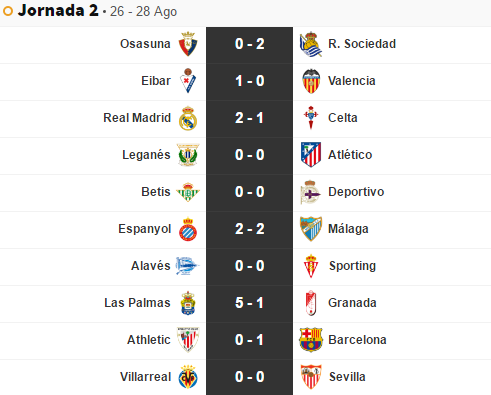 Jornada 2 • 26 - 28 Ago
Osasuna 0 - 2 R. Sociedad
Eibar 1 - 0 Valencia
Real Madrid 2 - 1 Celta
Leganés 0 - 0 Atlético
Betis 0 - 0 Deportivo
Espanyol 2 - 2 Málaga
Alavés 0 - 0 Sporting
Las Palmas 5 - 1 Granada
Athletic 0 - 1 Barcelona
Villarreal 0 - 0 Sevilla